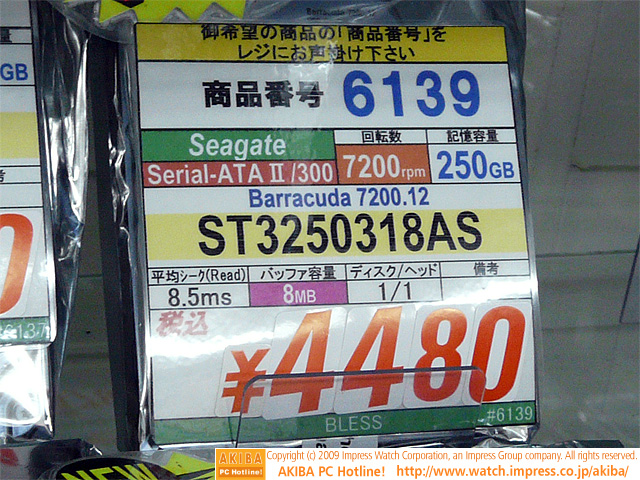 御希望の商品の「商品番号」を
レジにお声掛け下さい
商品番号 6139
Seagate 回転数 記憶容量
Serial-ATA Ⅱ/300 7200rpm 250GB
Barracuda 7200.12
ST3250318AS
平均シーク(Read) バッファ容量 ディスク/ヘッド 備考
8.5ms 8MB 1/1
税込
¥4480
BLESS #6139
GB
0
#6137
NEW
AKIBA PC Hotline!
Copyright (c) 2009 Impress Watch Corporation, an Impress Group company. All rights reserved.
AKIBA PC Hotline! http://www.watch.impress.co.jp/akiba/